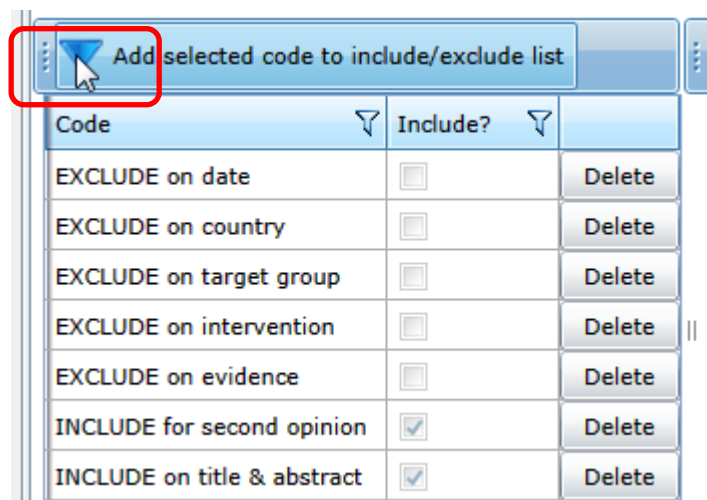 Add selected code to include/exclude list
Code Include?
EXCLUDE on date Delete
EXCLUDE on country Delete
EXCLUDE on target group Delete
EXCLUDE on intervention Delete
EXCLUDE on evidence Delete
INCLUDE for second opinion Delete
INCLUDE on title & abstract Delete